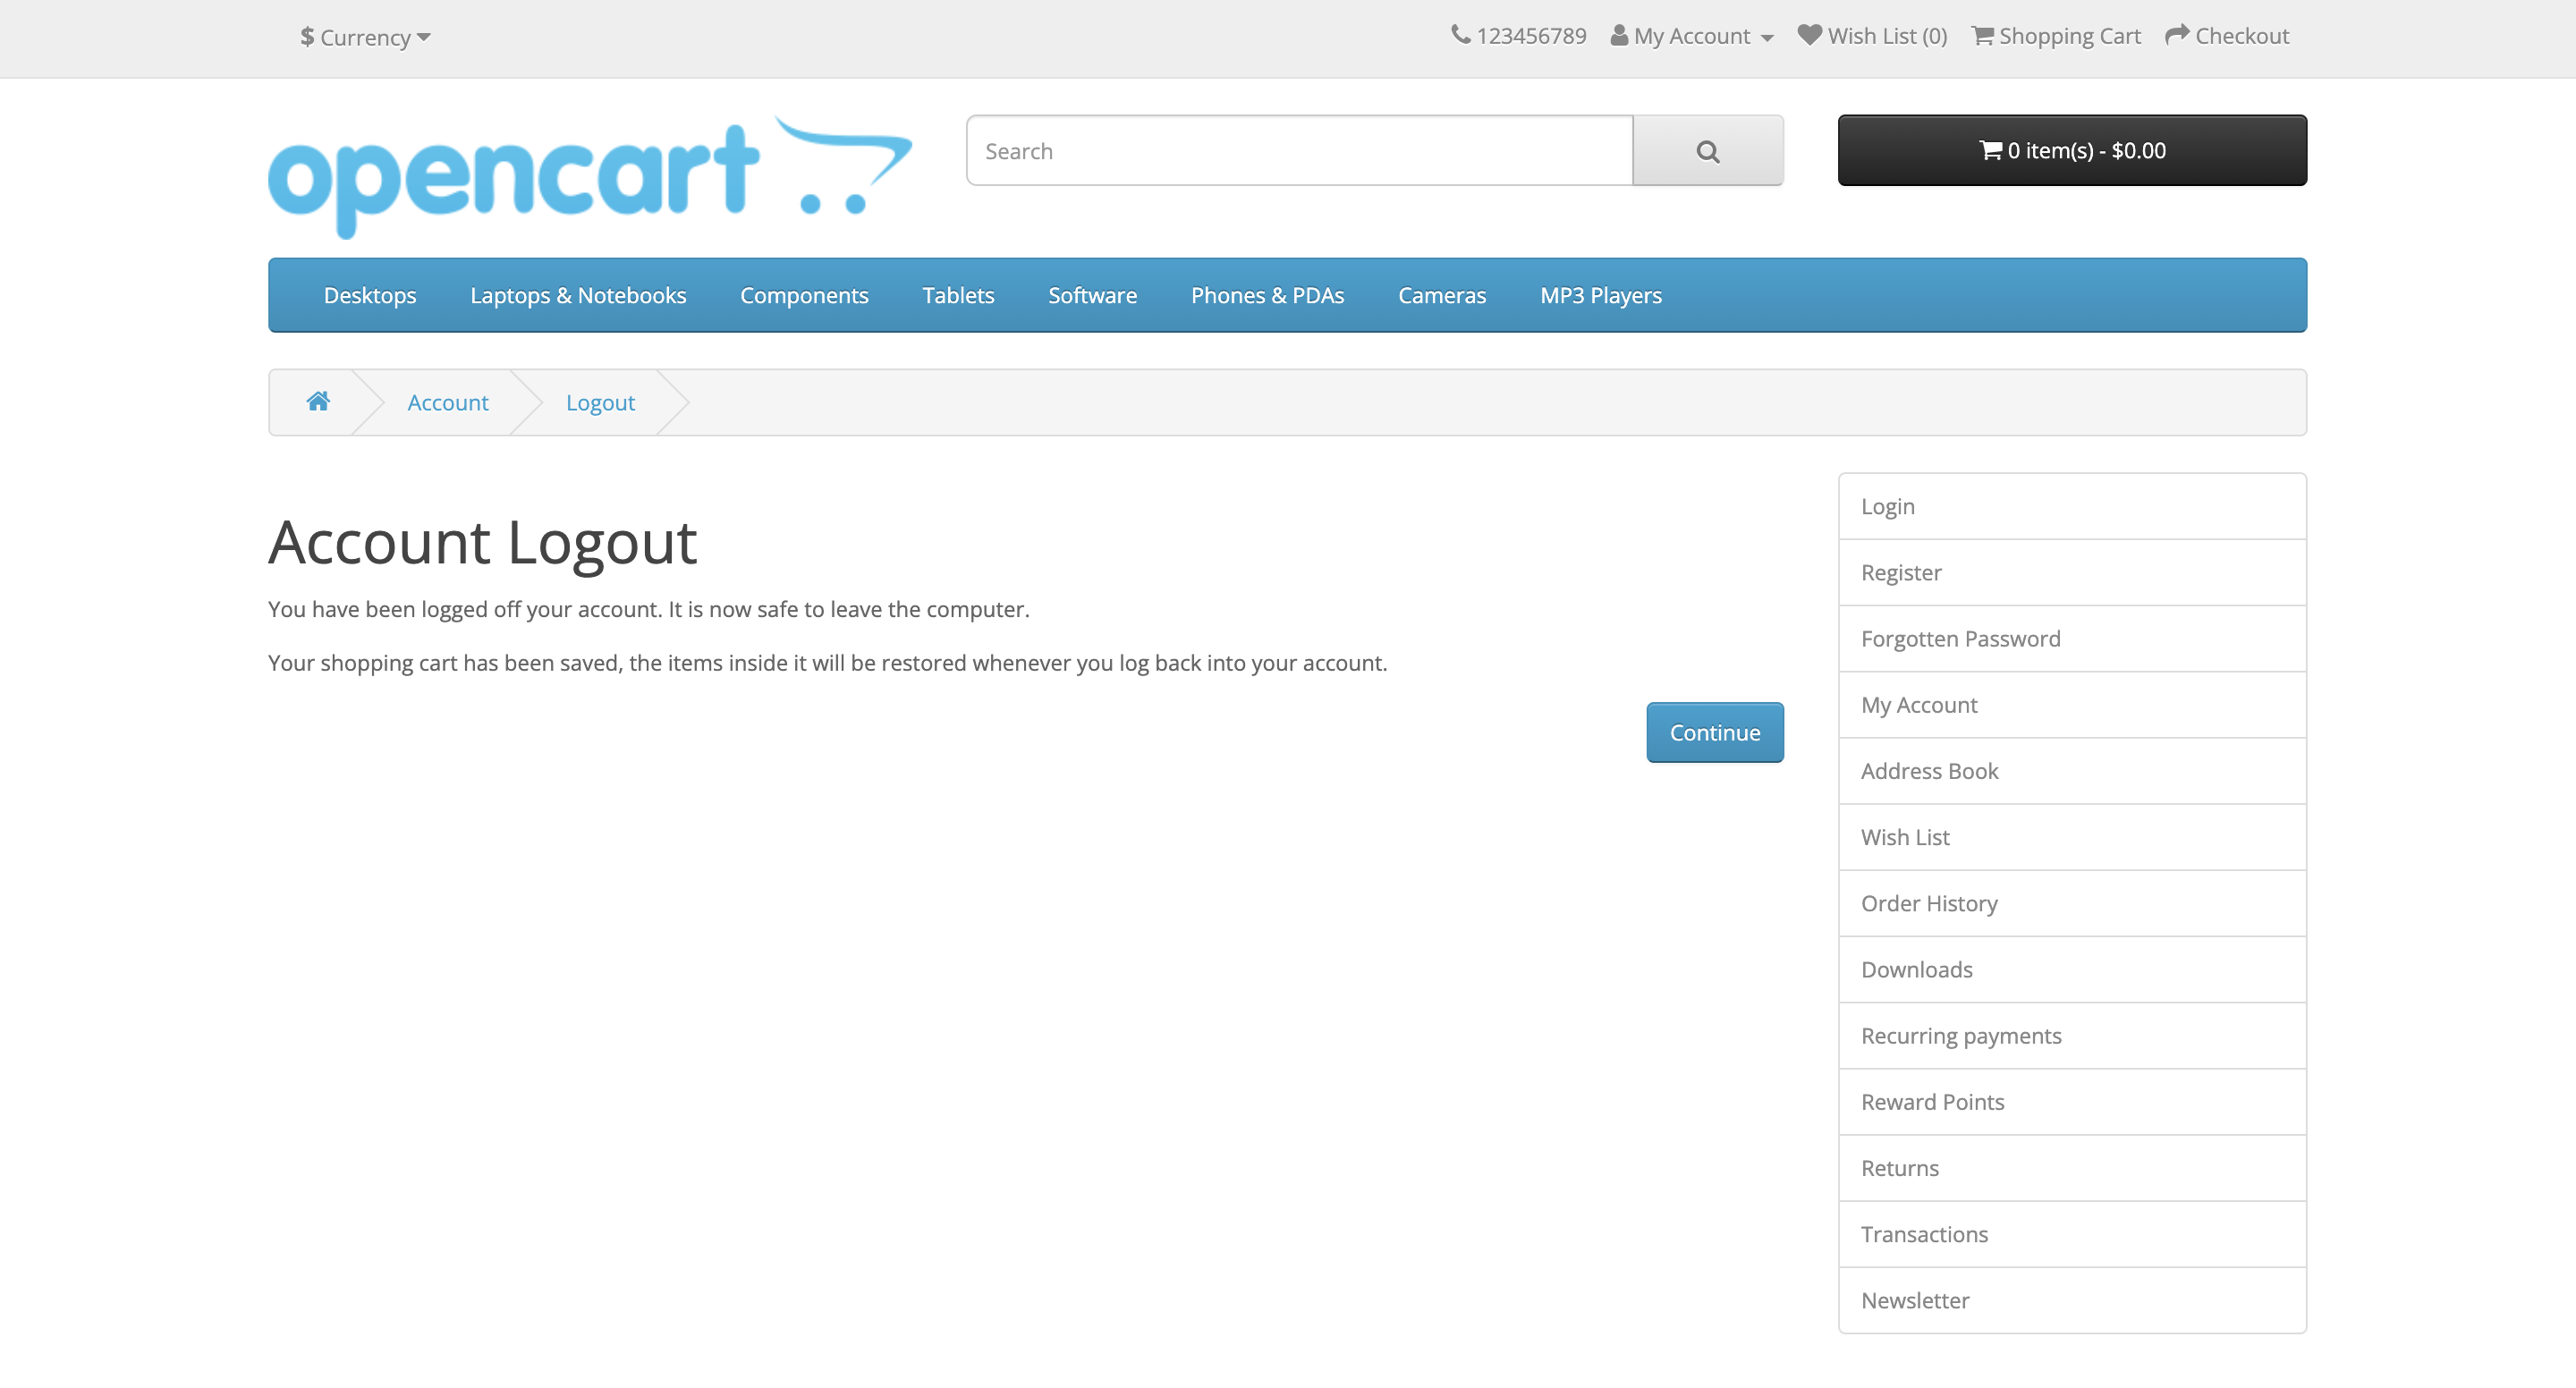 $ Currency
123456789 My Account Wish List (0) Shopping Cart Checkout
opencart
Search
0 item(s) - $0.00
Desktops Laptops & Notebooks Components Tablets Software Phones & PDAs Cameras MP3 Players
Account Logout
Account Logout
You have been logged off your account. It is now safe to leave the computer.
Your shopping cart has been saved, the items inside it will be restored whenever you log back into your account.
Continue
Login
Register
Forgotten Password
My Account
Address Book
Wish List
Order History
Downloads
Recurring payments
Reward Points
Returns
Transactions
Newsletter